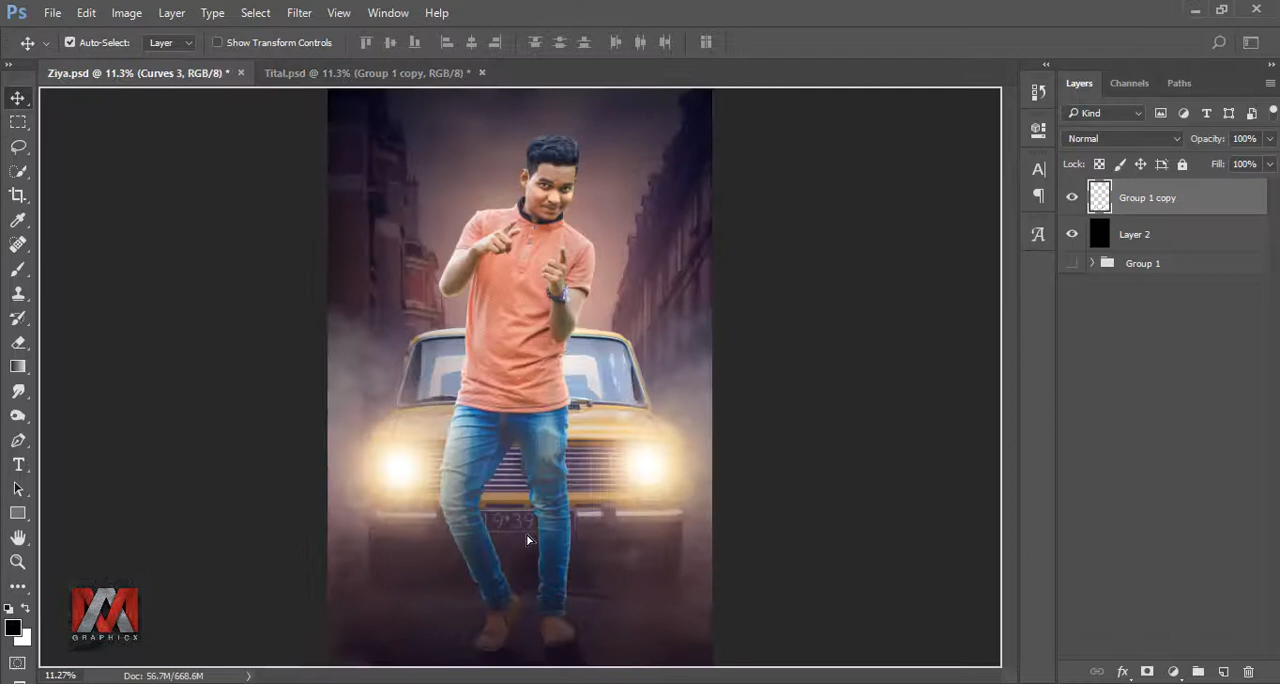 Ps File Edit Image Layer Type Select Filter View Window Help
Auto-Select: Layer Show Transform Controls
Ziya.psd @ 11.3% (Curves 3, RGB/8) * × Tital.psd @ 11.3% (Group 1 copy, RGB/8) * ×
Layers Channels Paths
Kind
Normal Opacity: 100%
Lock: Fill: 100%
Group 1 copy
Layer 2
Group 1
GRAPHICX
11.27% Doc: 56.7M/668.6M